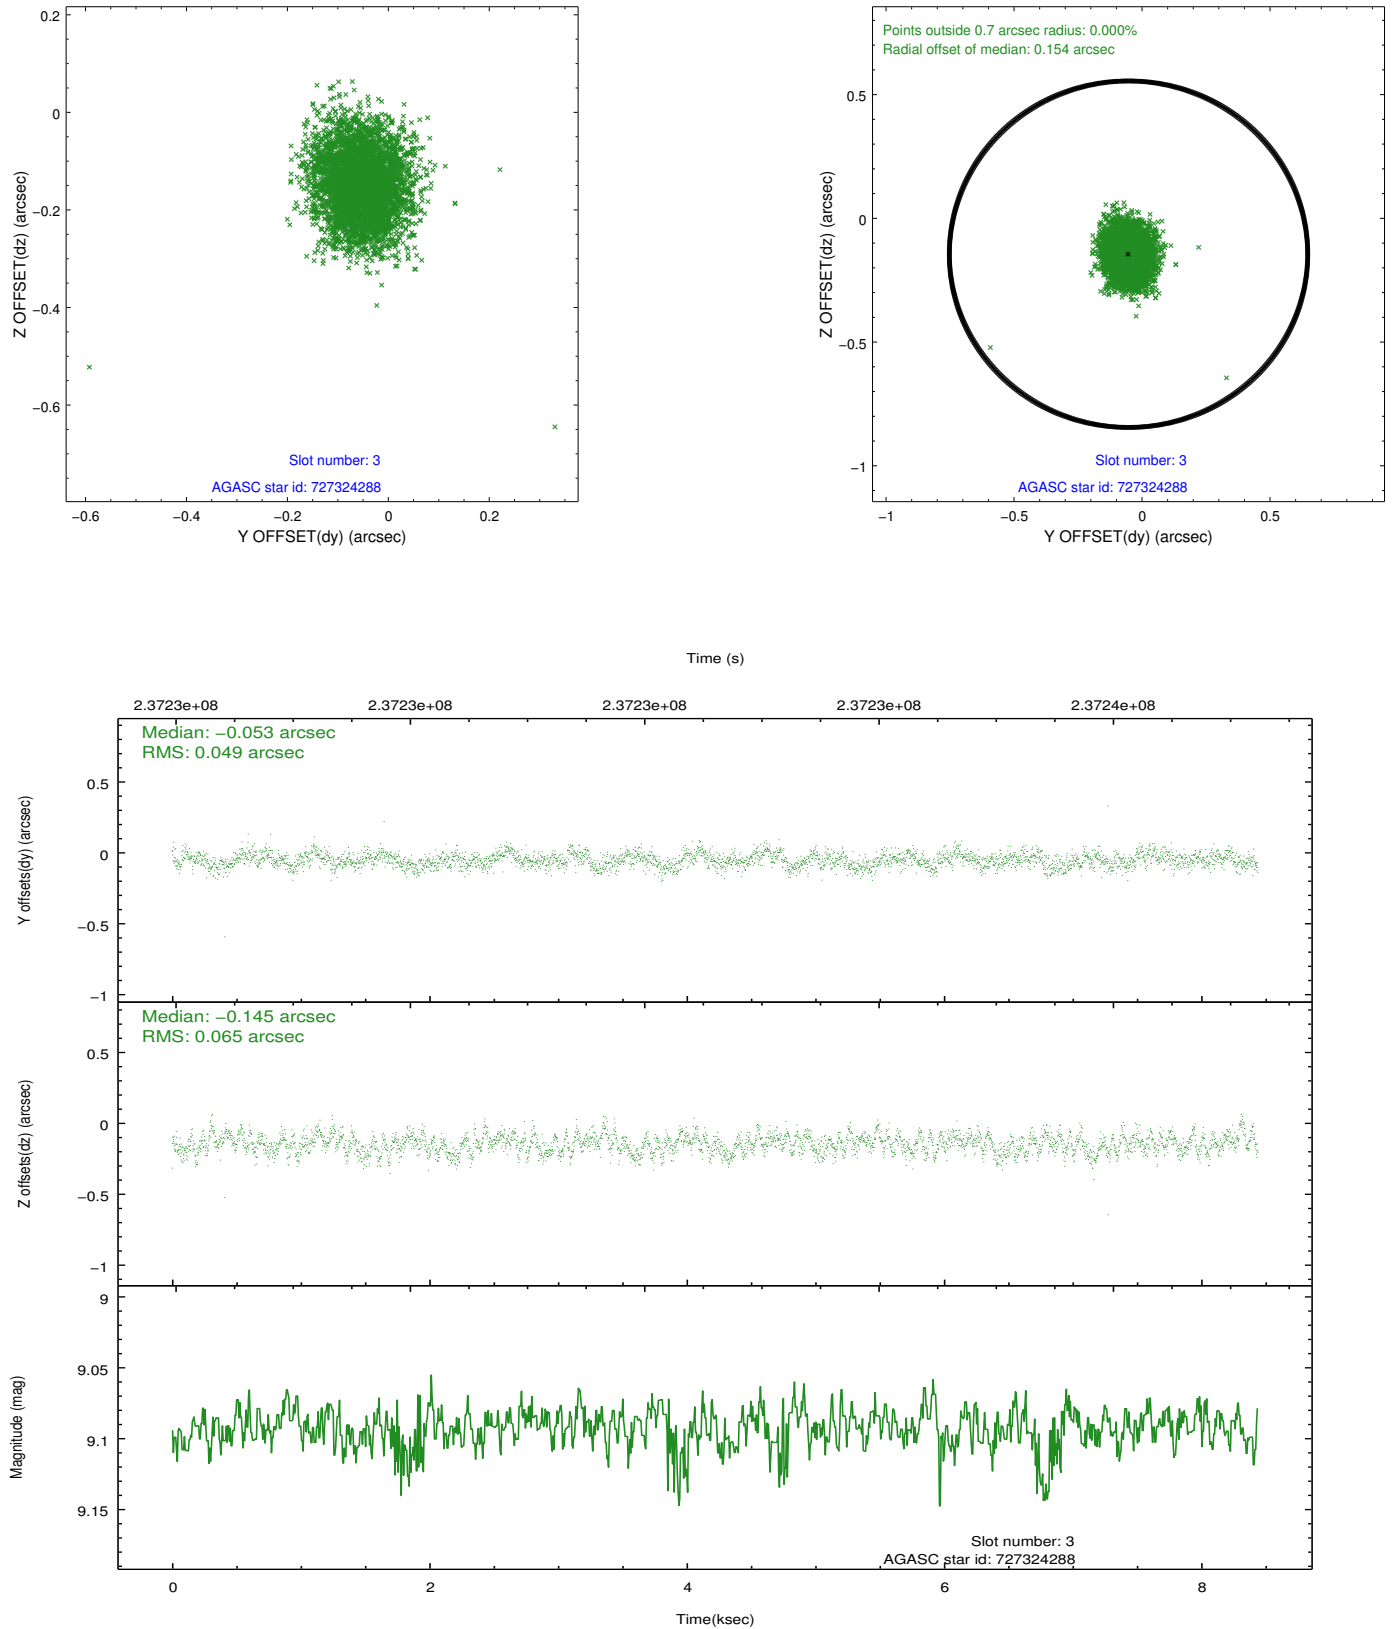 0.2
0
−0.2
−0.4
−0.6
Z OFFSET(dz) (arcsec)
Slot number: 3
AGASC star id: 727324288
−0.6
−0.4
−0.2
0
0.2
Y OFFSET(dy) (arcsec)
Points outside 0.7 arcsec radius: 0.000%
Radial offset of median: 0.154 arcsec
0.5
0
−0.5
−1
Z OFFSET(dz) (arcsec)
Slot number: 3
AGASC star id: 727324288
−1
−0.5
0
0.5
Y OFFSET(dy) (arcsec)
Time (s)
2.3723e+08
2.3723e+08
2.3723e+08
2.3723e+08
2.3724e+08
Median: −0.053 arcsec
RMS: 0.049 arcsec
0.5
0
−0.5
−1
Y offsets(dy) (arcsec)
Median: −0.145 arcsec
RMS: 0.065 arcsec
0.5
0
−0.5
−1
Z offsets(dz) (arcsec)
9
9.05
9.1
9.15
Magnitude (mag)
Slot number: 3
AGASC star id: 727324288
0
2
4
6
8
Time(ksec)